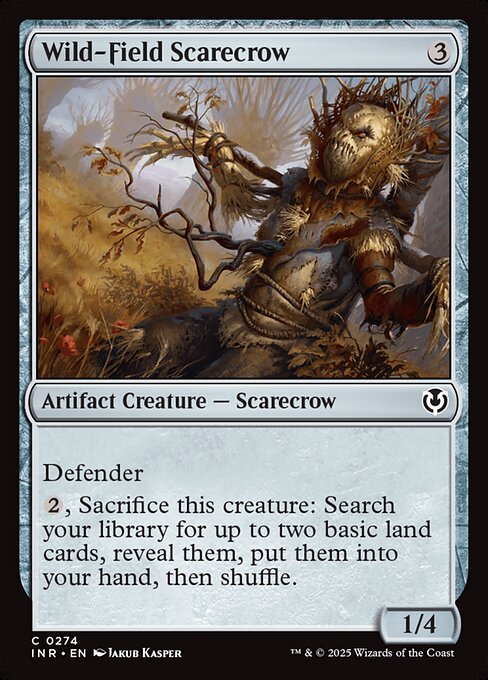 Wild-Field Scarecrow 3
Artifact Creature — Scarecrow
Defender
2, Sacrifice this creature: Search
your library for up to two basic land
cards, reveal them, put them into
your hand, then shuffle.
1/4
C 0274
INR • EN Jakub Kasper
™ & © 2025 Wizards of the Coast